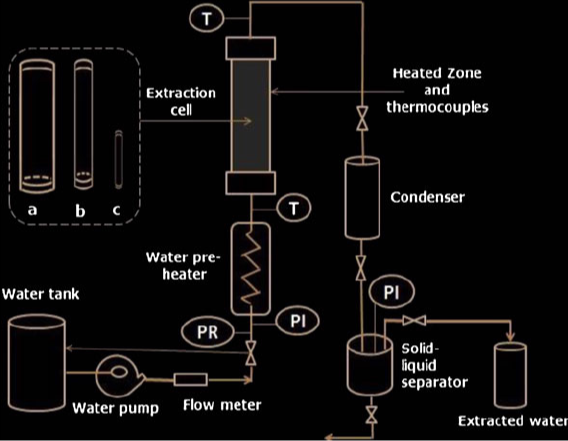 T
Heated Zone
and
thermocouples
Extraction
cell
a
b
c
Condenser
T
Water pre-
heater
PI
Water tank
PR
PI
Solid-
liquid
separator
Water pump
Flow meter
Extracted water